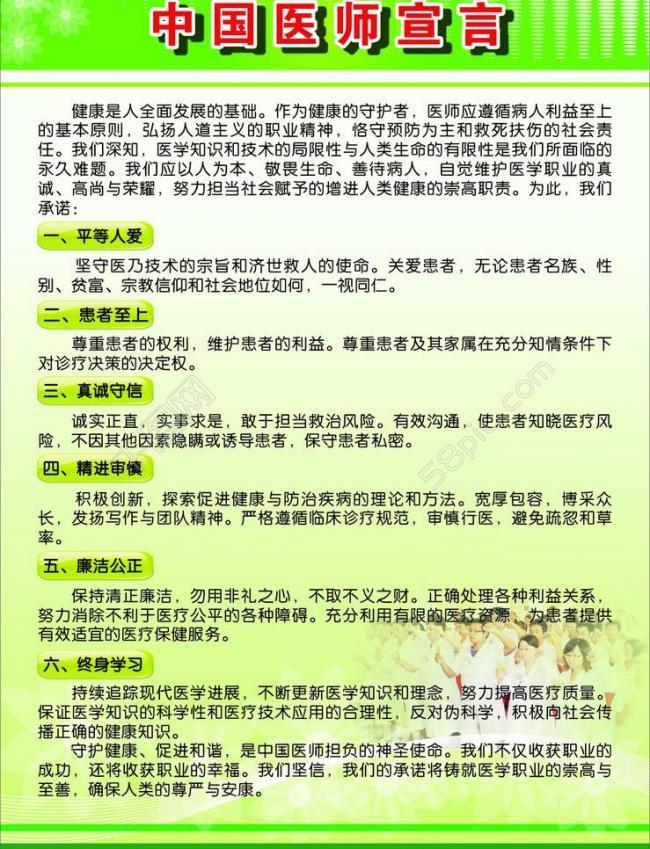 中国医师宣言
健康是人全面发展的基础。作为健康的守护者，医师应遵循病人利益至上
的基本原则，弘扬人道主义的职业精神，恪守预防为主和救死扶伤的社会责
任。我们深知，医学知识和技术的局限性与人类生命的有限性是我们所面临的
永久难题。我们应以人为本、敬畏生命、善待病人，自觉维护医学职业的真
诚、高尚与荣耀，努力担当社会赋予的增进人类健康的崇高职责。为此，我们
承诺：
一、平等人爱
坚守医乃技术的宗旨和济世救人的使命。关爱患者，无论患者名族、性
别、贫富、宗教信仰和社会地位如何，一视同仁。
二、患者至上
尊重患者的权利，维护患者的利益。尊重患者及其家属在充分知情条件下
对诊疗决策的决定权。
三、真诚守信
诚实正直，实事求是，敢于担当救治风险。有效沟通，使患者知晓医疗风
险，不因其他因素隐瞒或诱导患者，保守患者私密。
四、精进审慎
积极创新，探索促进健康与防治疾病的理论和方法。宽厚包容，博采众
长，发扬写作与团队精神。严格遵循临床诊疗规范，审慎行医，避免疏忽和草
率。
五、廉洁公正
保持清正廉洁，勿用非礼之心，不取不义之财。正确处理各种利益关系，
努力消除不利于医疗公平的各种障碍。充分利用有限的医疗资源、为患者提供
有效适宜的医疗保健服务。
六、终身学习
持续追踪现代医学进展，不断更新医学知识和理念，努力提高医疗质量。
保证医学知识的科学性和医疗技术应用的合理性，反对伪科学，积极向社会传
播正确的健康知识。
守护健康、促进和谐，是中国医师担负的神圣使命。我们不仅收获职业的
成功，还将收获职业的幸福。我们坚信，我们的承诺将铸就医学职业的崇高与
至善，确保人类的尊严与安康。
千图网
58pic.com